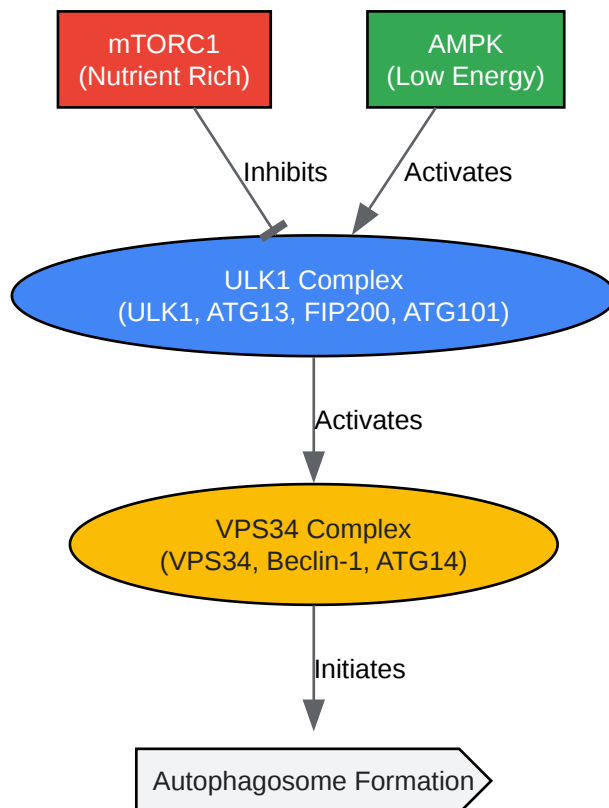 mTORC1
(Nutrient Rich)
AMPK
(Low Energy)
Inhibits
Activates
ULK1 Complex
(ULK1, ATG13, FIP200, ATG101)
Activates
VPS34 Complex
(VPS34, Beclin-1, ATG14)
Initiates
Autophagosome Formation